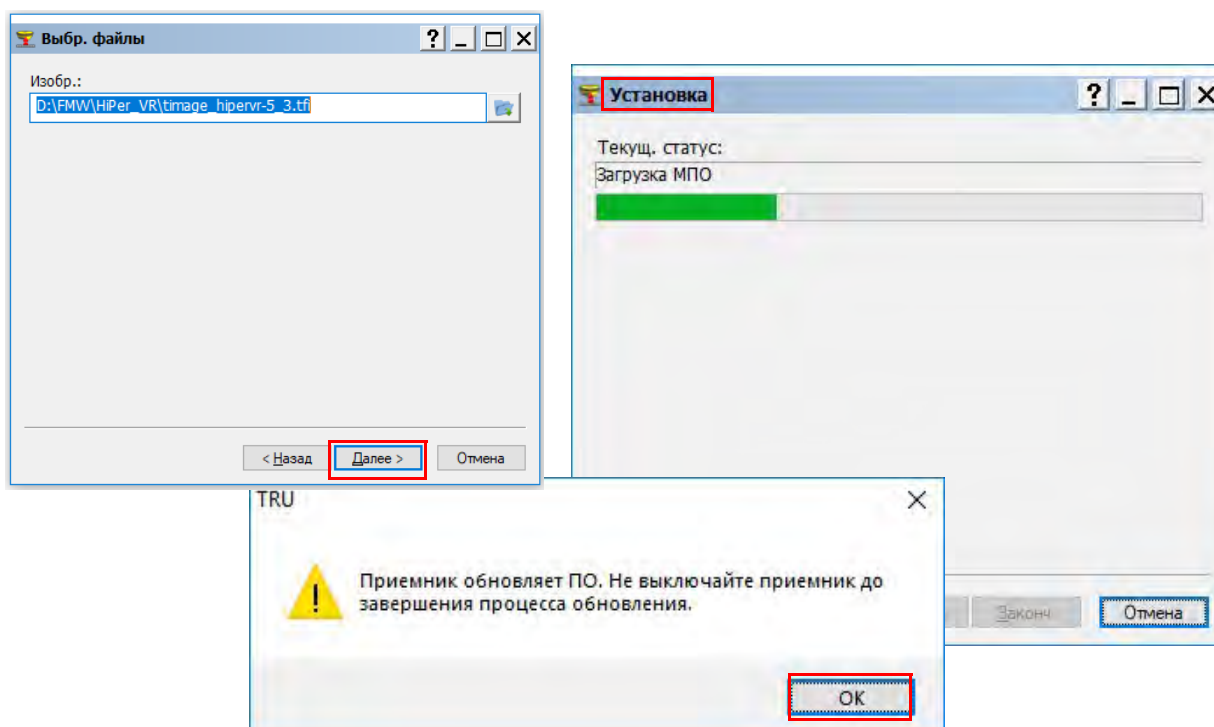 Выбр. файлы
Изобр.:
D:\FMW\HiPer_VR\timage_hipervr-5_3.tfi
< Назад
Далее >
Отмена
Установка
Текущ. статус:
Загрузка МПО
Законч
Отмена
TRU
Приемник обновляет ПО. Не выключайте приемник до
завершения процесса обновления.
OK